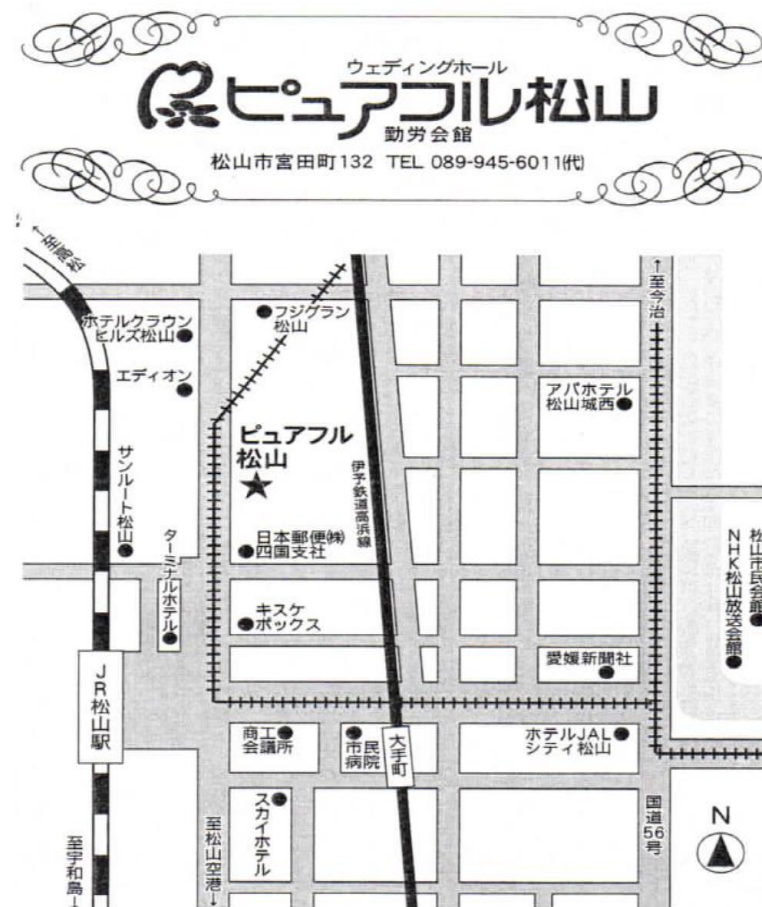 ウェディングホール
ピュアフル松山
勤労会館
松山市宮田町132 TEL 089-945-6011㈹
↑至高松
↑至今治
ホテルクラウン
ヒルズ松山
フジグラン
松山
エディオン
アパホテル
松山城西
ピュアフル
松山
サンルート松山
伊予鉄道高浜線
ターミナルホテル
日本郵便㈱
四国支社
松山市民会館
NHK松山放送会館
キスケ
ボックス
愛媛新聞社
JR松山駅
商工
会議所
市民
病院
大手町
ホテルJAL
シティ松山
スカイホテル
国道56号
N
至宇和島↓
至松山空港↓